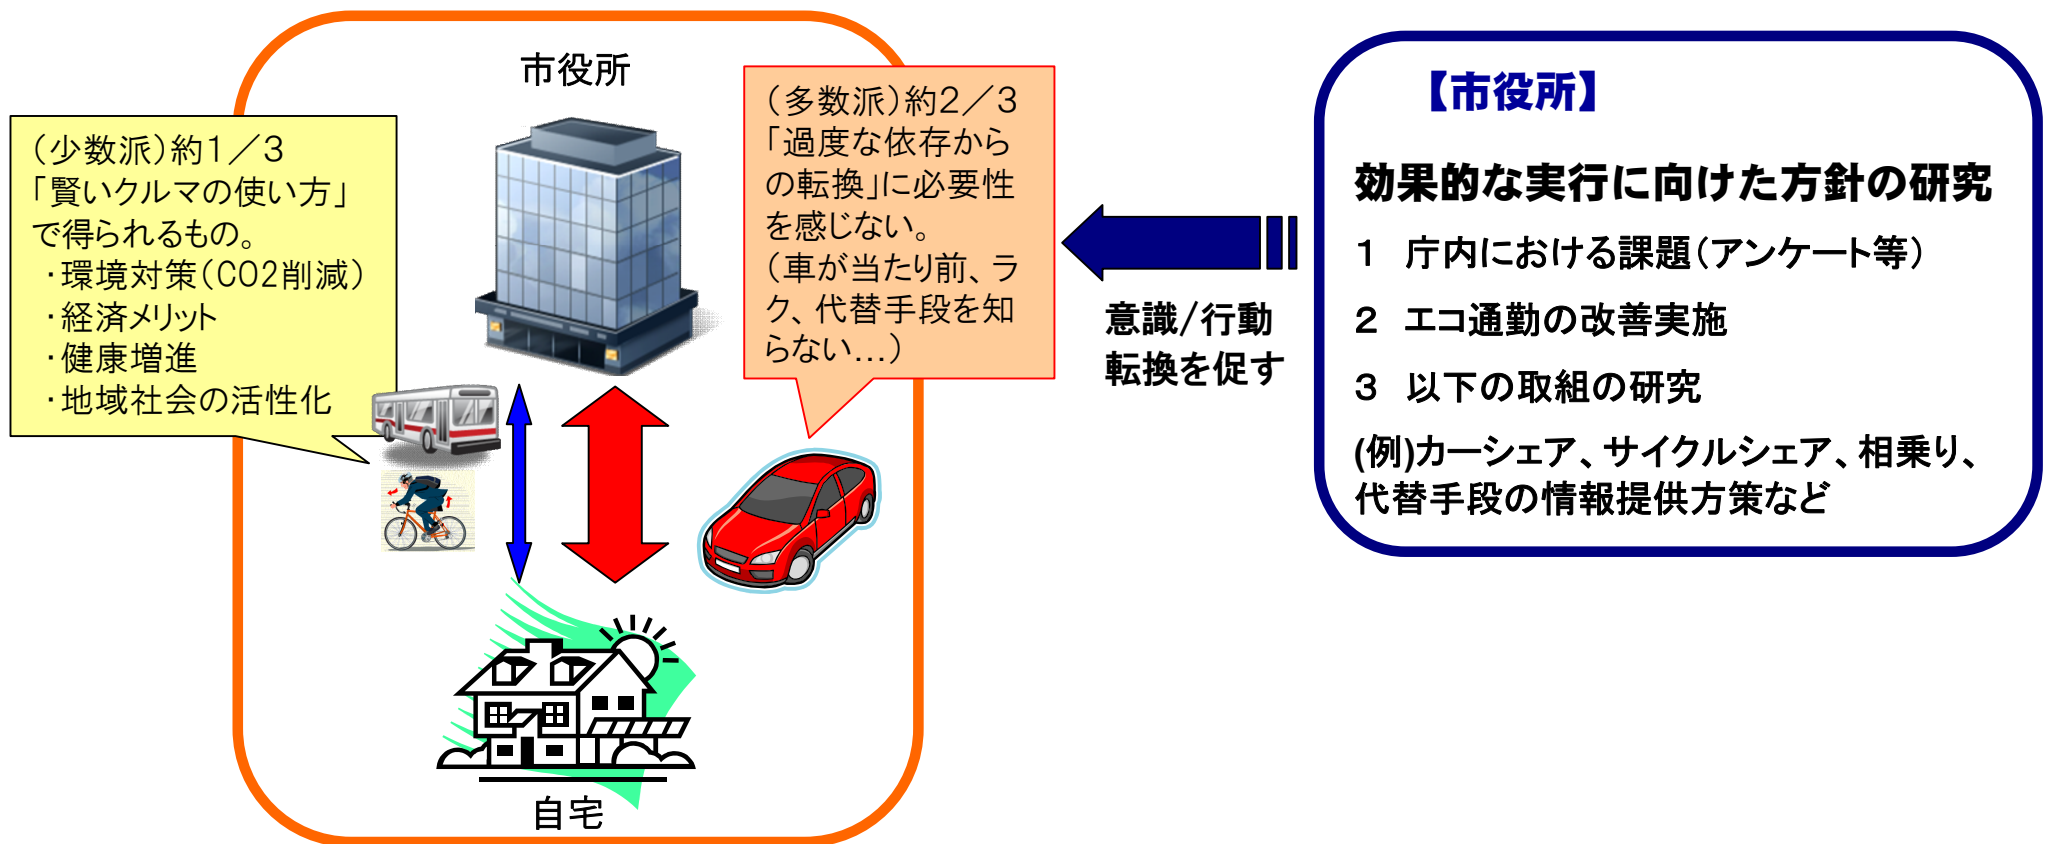 市役所
(少数派)約1/3
「賢いクルマの使い方」
で得られるもの。
・環境対策(CO2削減)
・経済メリット
・健康増進
・地域社会の活性化
(多数派)約2/3
「過度な依存から
の転換」に必要性
を感じない。
(車が当たり前、ラ
ク、代替手段を知
らない…)
自宅
意識/行動
転換を促す
【市役所】
効果的な実行に向けた方針の研究
1 庁内における課題(アンケート等)
2 エコ通勤の改善実施
3 以下の取組の研究
(例)カーシェア、サイクルシェア、相乗り、
代替手段の情報提供方策など